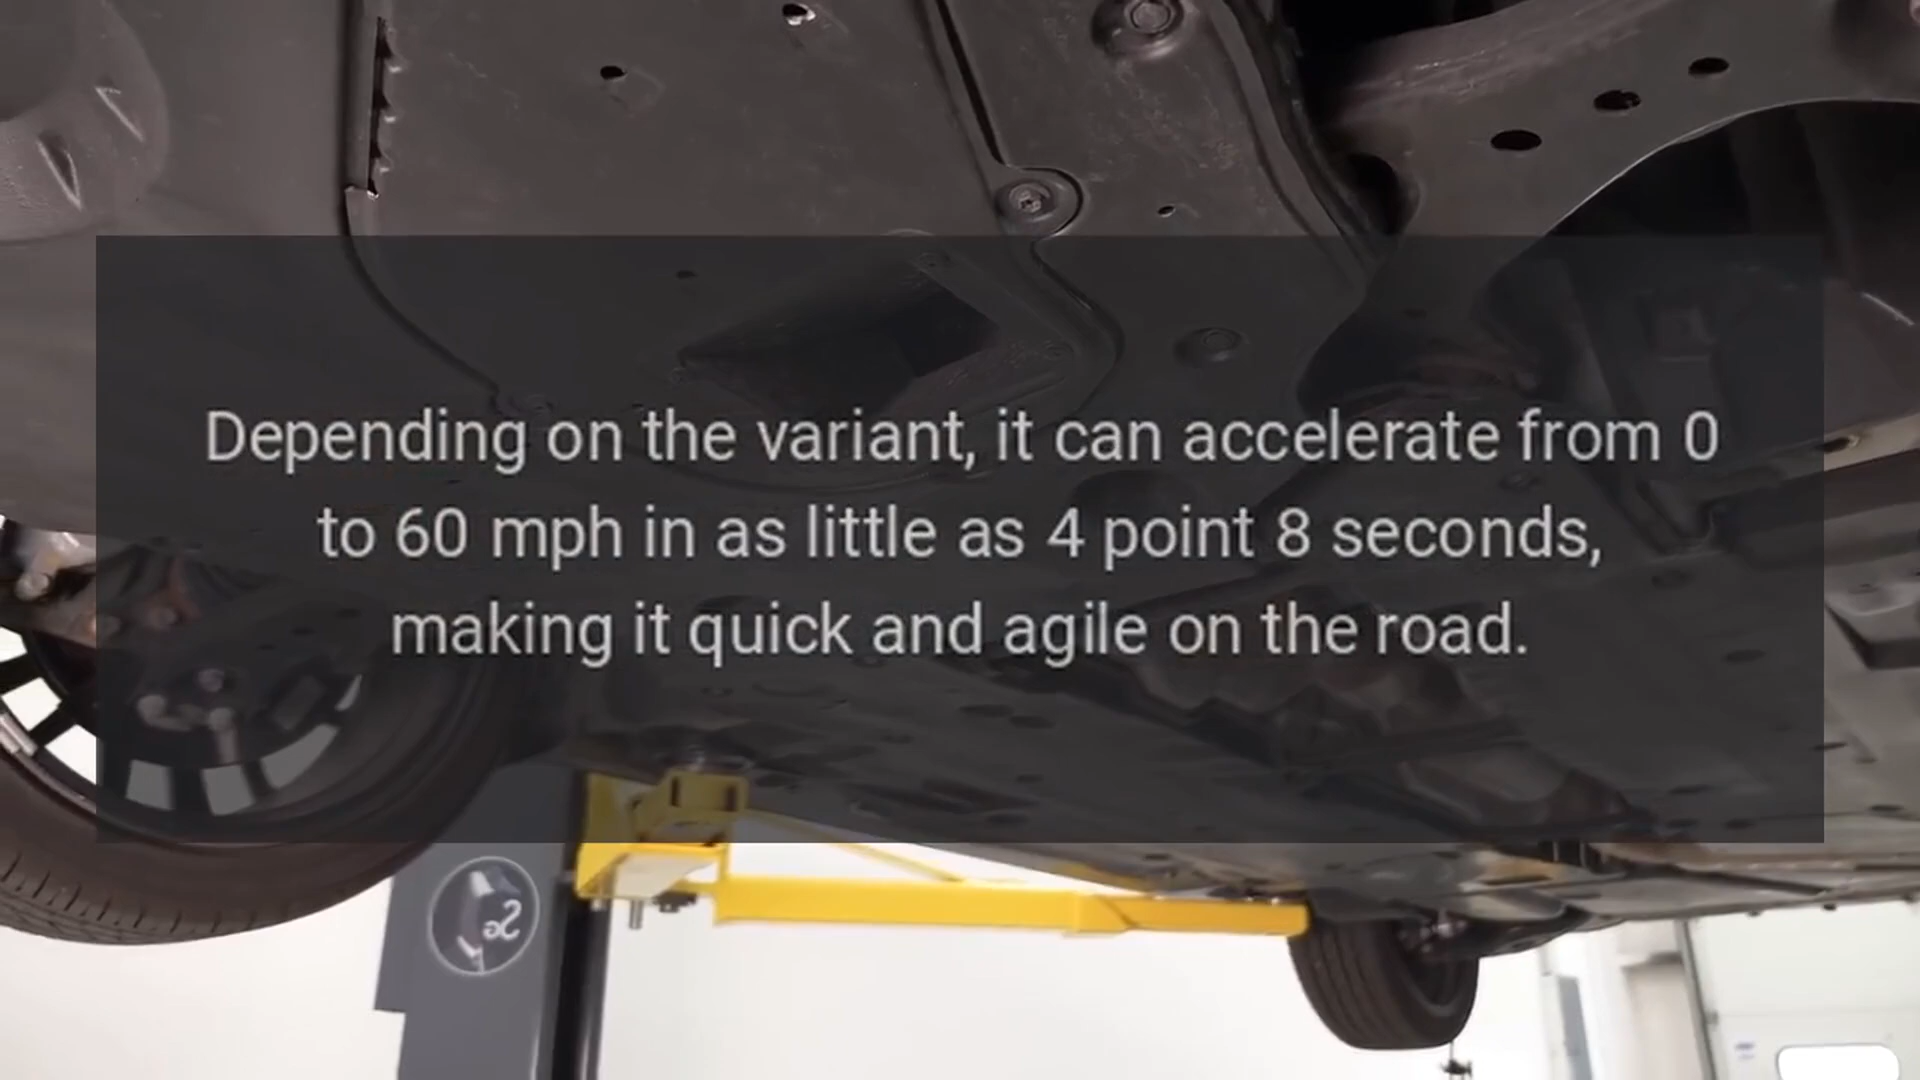 Depending on the variant, it can accelerate from 0
to 60 mph in as little as 4 point 8 seconds,
making it quick and agile on the road.